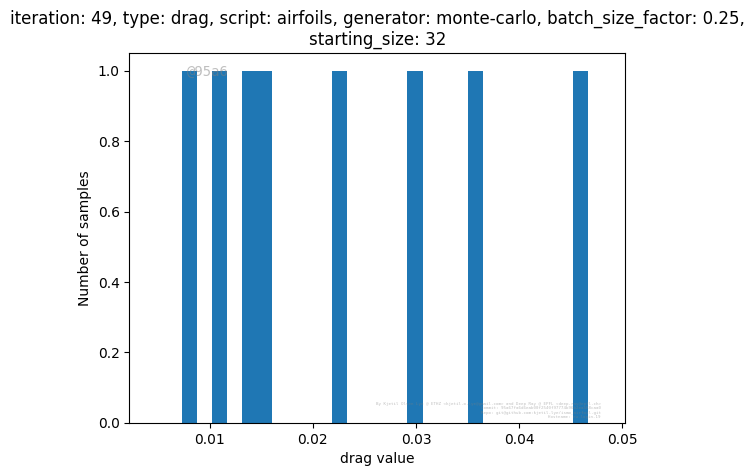 iteration: 49, type: drag, script: airfoils, generator: monte-carlo, batch_size_factor: 0.25,
starting_size: 32
@95a6
1.0
0.8
0.6
0.4
0.2
0.0
Number of samples
0.01
0.02
0.03
0.04
0.05
drag value